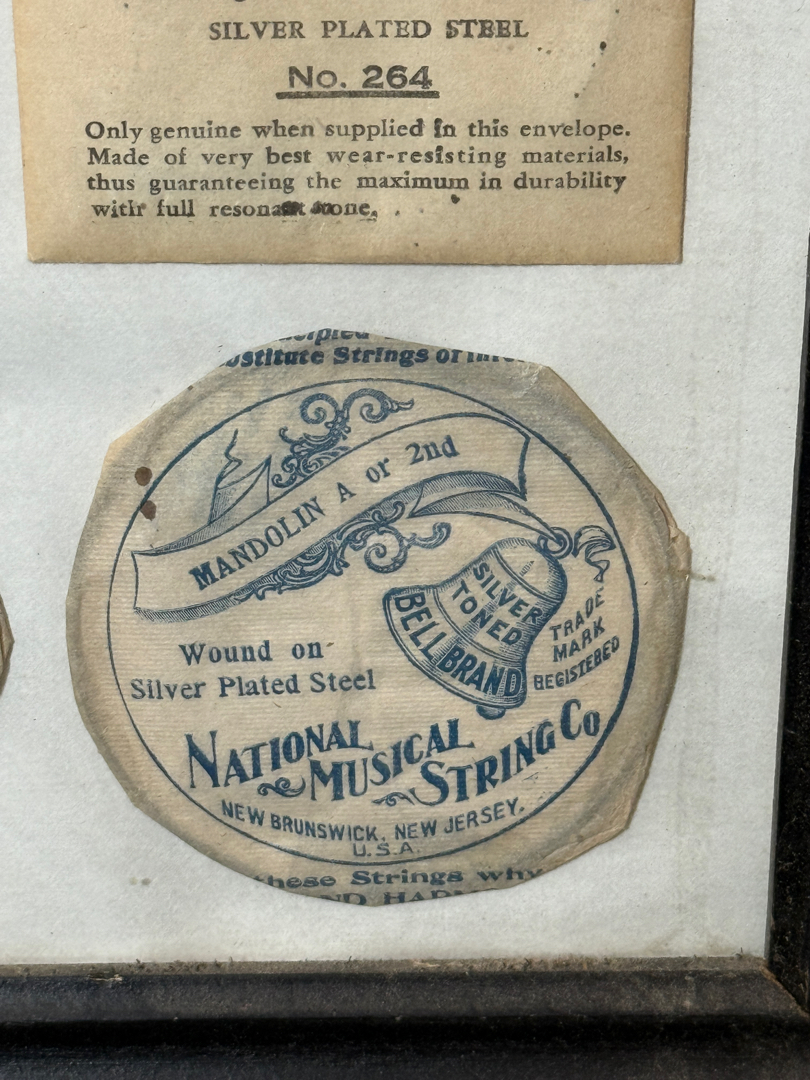 SILVER PLATED STEEL
No. 264
Only genuine when supplied in this envelope.
Made of very best wear-resisting materials,
thus guaranteeing the maximum in durability
with full resonant tone.
Strings of
MANDOLIN A or 2nd
SILVER
TONED
BELL BRAND
TRADE
MARK
REGISTERED
Wound on
Silver Plated Steel
NATIONAL
MUSICAL
STRING Co
NEW BRUNSWICK, NEW JERSEY.
U.S.A.
these Strings why